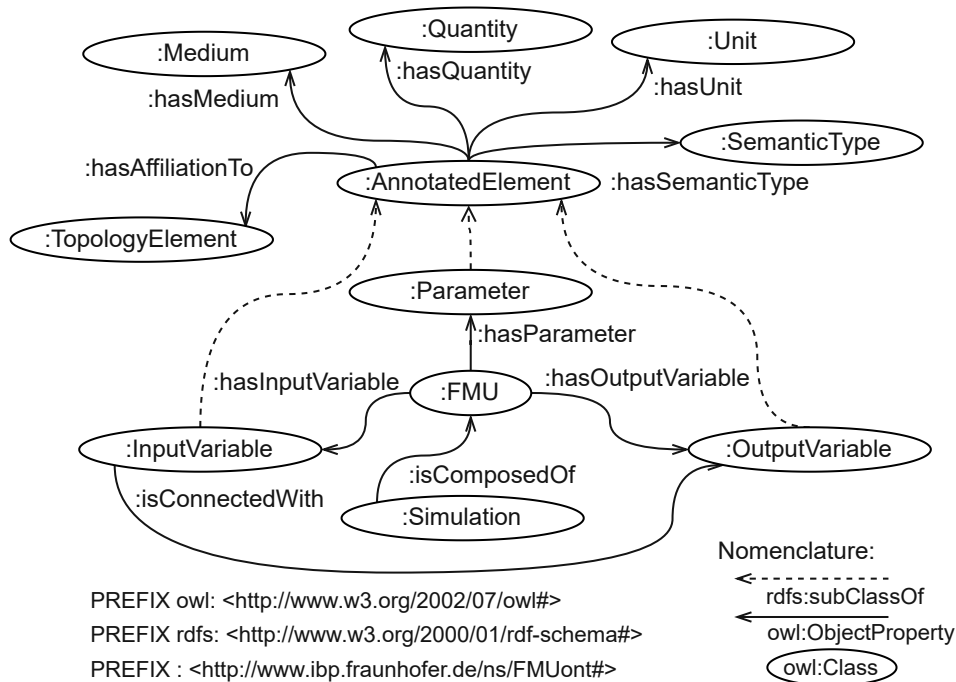 :Quantity
:Medium
:Unit
:hasQuantity
:hasMedium
:hasUnit
:SemanticType
:hasAffiliationTo
:AnnotatedElement
:hasSemanticType
:TopologyElement
:Parameter
:hasParameter
:hasInputVariable
:FMU
:hasOutputVariable
:InputVariable
:OutputVariable
:isConnectedWith
:isComposedOf
:Simulation
Nomenclature:
rdfs:subClassOf
owl:ObjectProperty
owl:Class
PREFIX owl: <http://www.w3.org/2002/07/owl#>
PREFIX rdfs: <http://www.w3.org/2000/01/rdf-schema#>
PREFIX : <http://www.ibp.fraunhofer.de/ns/FMUont#>